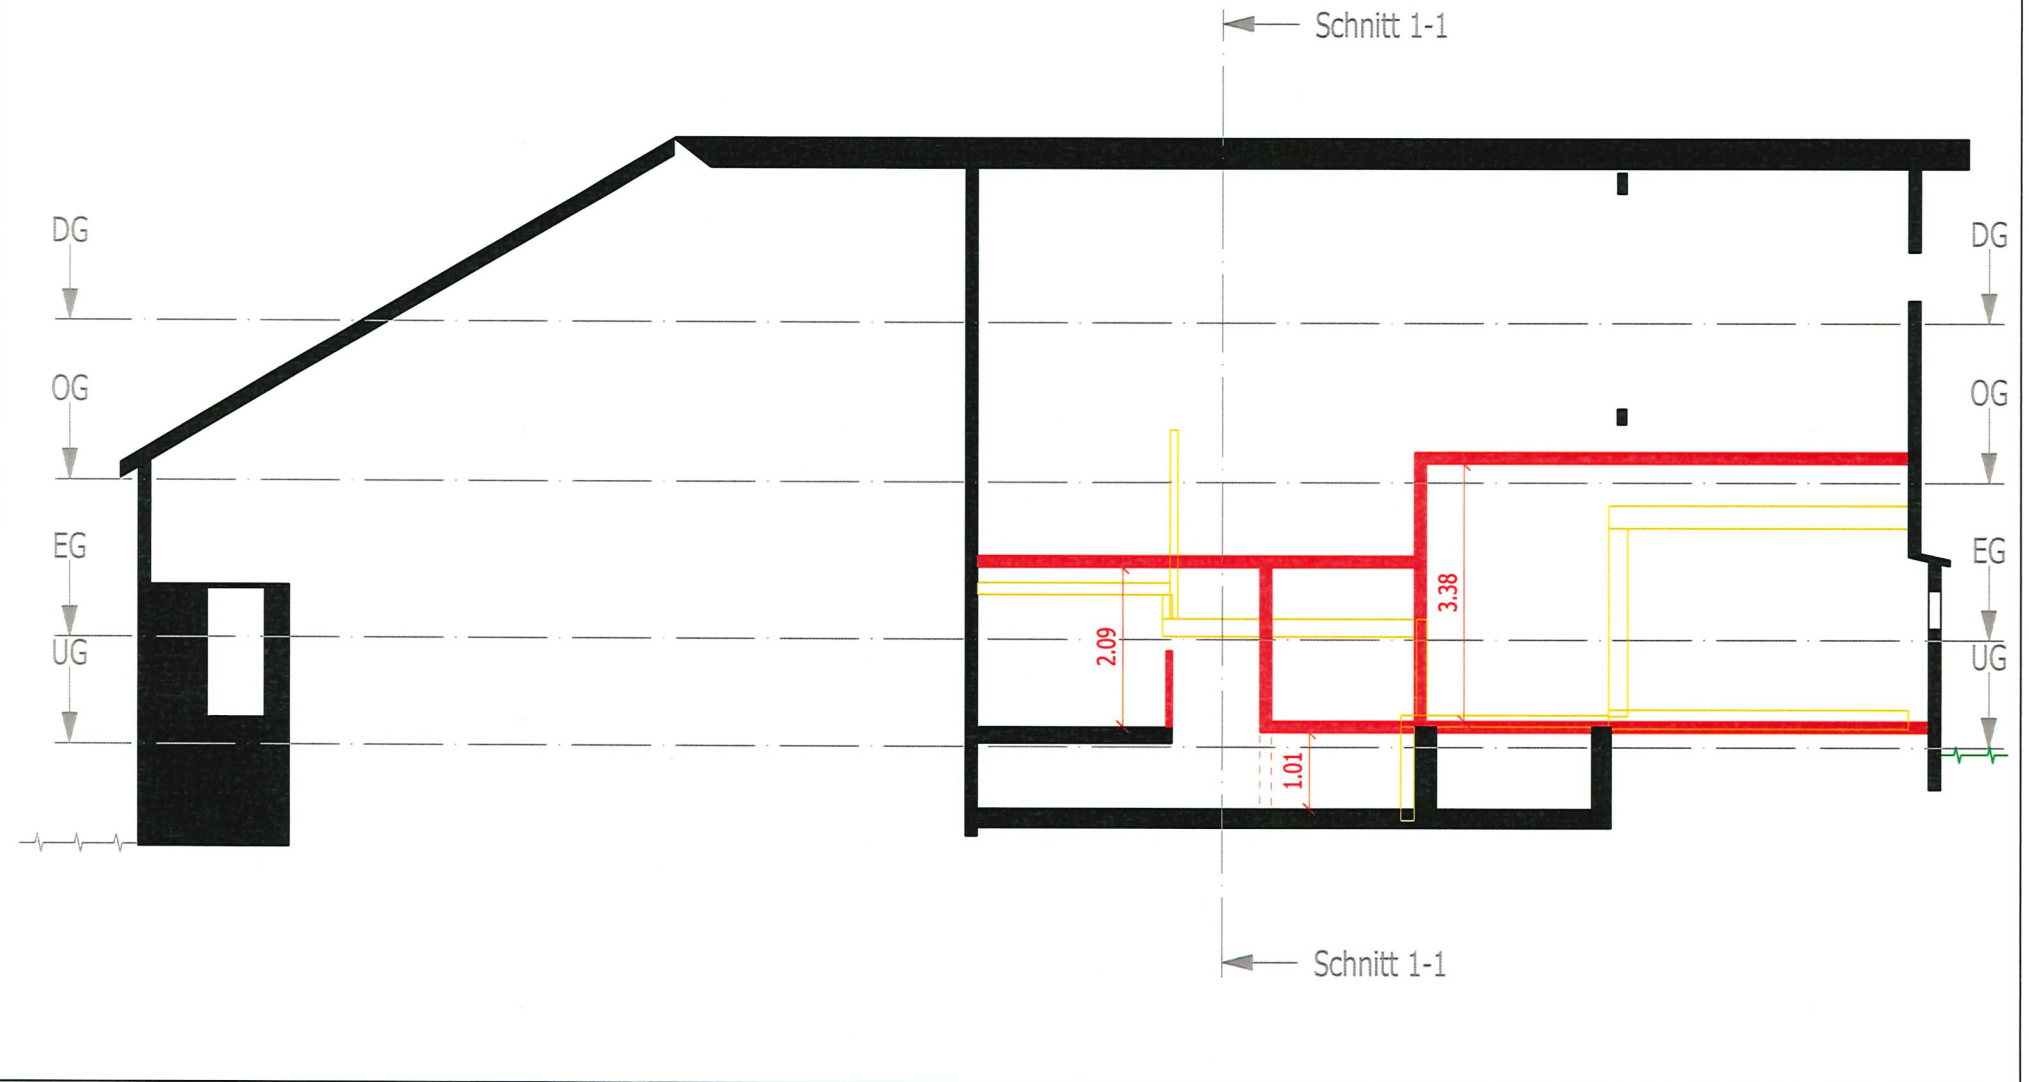 Schnitt 1-1
DG
DG
OG
OG
EG
EG
3.38
2.09
UG
UG
1.01
Schnitt 1-1